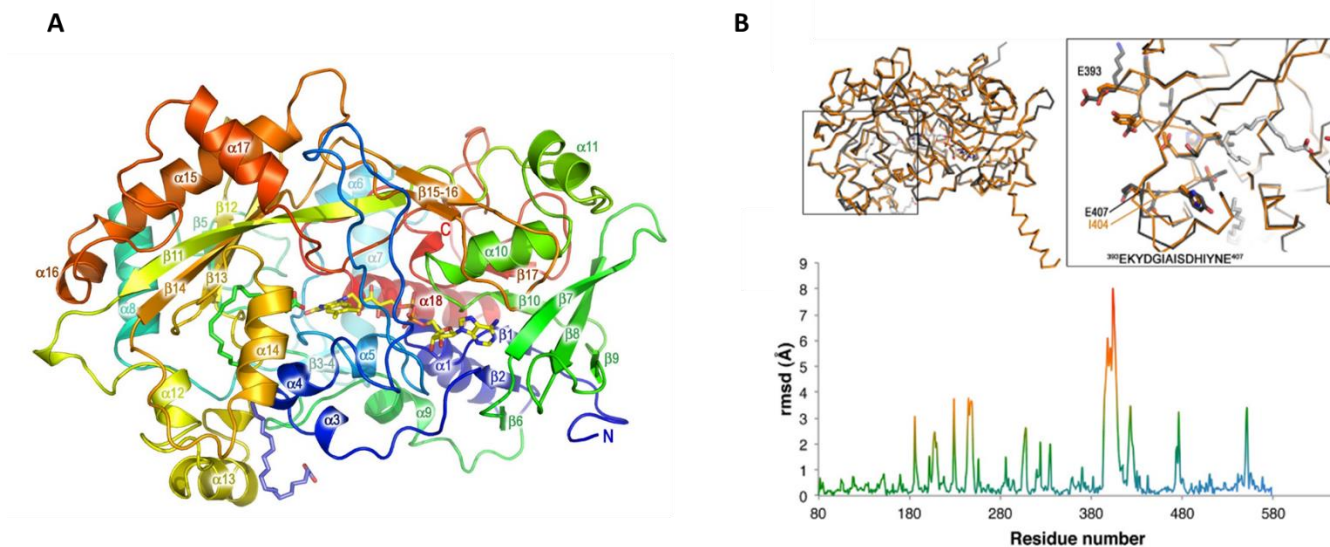 A
B
α17
α15
α16
α8
β12
β5
β11
β14
β13
α6
α7
β15-16
C
α10
α11
β17
β10
β7
β8
β9
α18
β1
α14
α5
β3-4
α4
α1
β2
α12
α3
α9
β6
N
α13
E393
E407
I404
³⁹³EKYDGIAISDHIYNE⁴⁰⁷
9
8
7
6
5
4
3
2
1
0
rmsd (Å)
80 180 280 380 480 580
Residue number